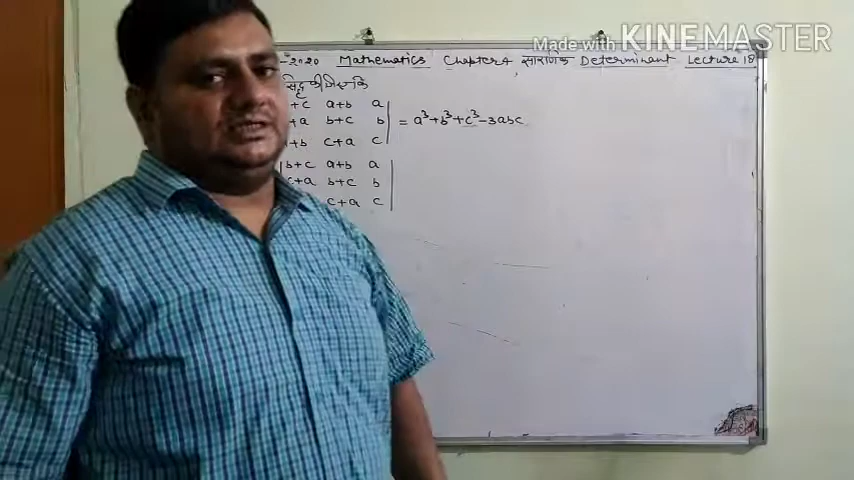 Made with KINEMASTER
-2020 Mathematics Chapter 4 सारणिक Determinant Lecture 18
सिद्ध कीजिए कि
+c a+b a
+a b+c b = a³+b³+c³-3abc
+b c+a c
b+c a+b a
c+a b+c b
c+a c